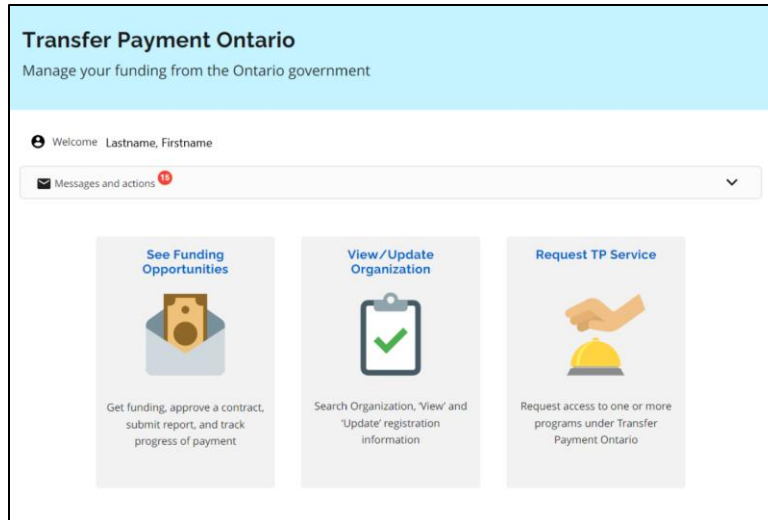 Transfer Payment Ontario
Manage your funding from the Ontario government
Welcome Lastname, Firstname
Messages and actions 15
See Funding
Opportunities
Get funding, approve a contract,
submit report, and track
progress of payment
View/Update
Organization
Search Organization, 'View' and
'Update' registration
information
Request TP Service
Request access to one or more
programs under Transfer
Payment Ontario